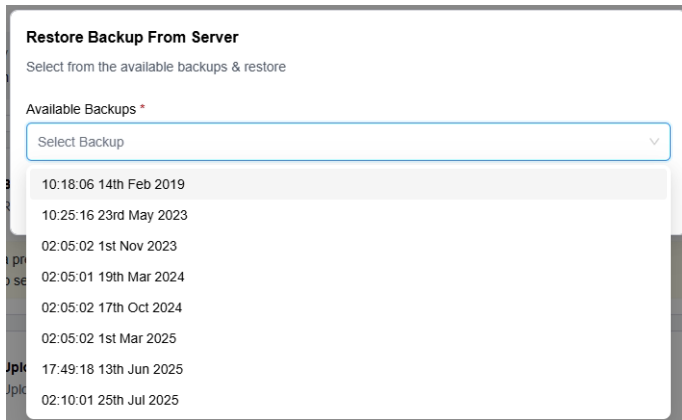 Restore Backup From Server
Select from the available backups & restore
Available Backups *
Select Backup
10:18:06 14th Feb 2019
10:25:16 23rd May 2023
02:05:02 1st Nov 2023
02:05:01 19th Mar 2024
02:05:02 17th Oct 2024
02:05:02 1st Mar 2025
17:49:18 13th Jun 2025
02:10:01 25th Jul 2025